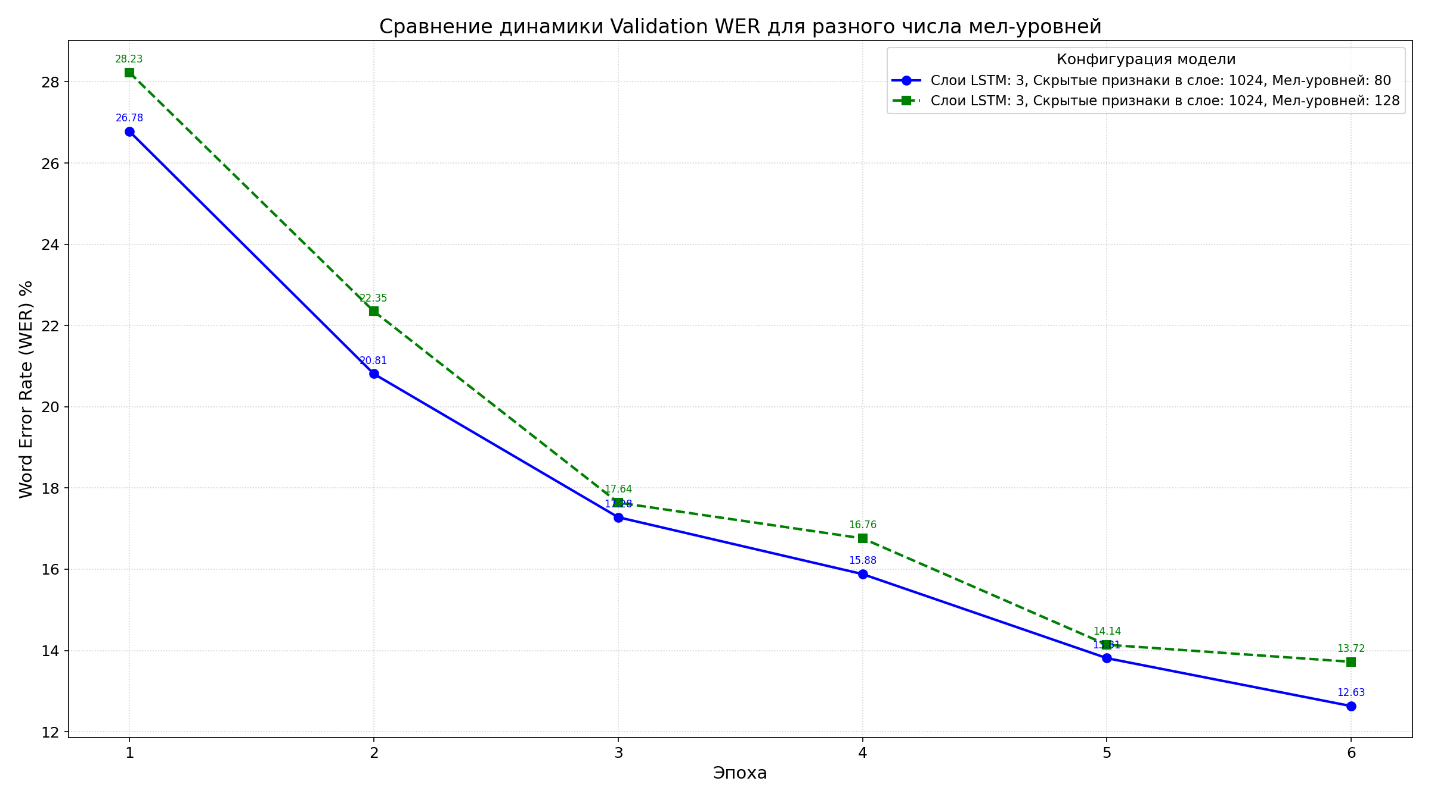 Сравнение динамики Validation WER для разного числа мел-уровней
Конфигурация модели
Слои LSTM: 3, Скрытые признаки в слое: 1024, Мел-уровней: 80
Слои LSTM: 3, Скрытые признаки в слое: 1024, Мел-уровней: 128
Word Error Rate (WER) %
28
26
24
22
20
18
16
14
12
28.23
26.78
22.35
20.81
17.64
16.76
15.88
14.14
13.72
12.63
1 2 3 4 5 6
Эпоха